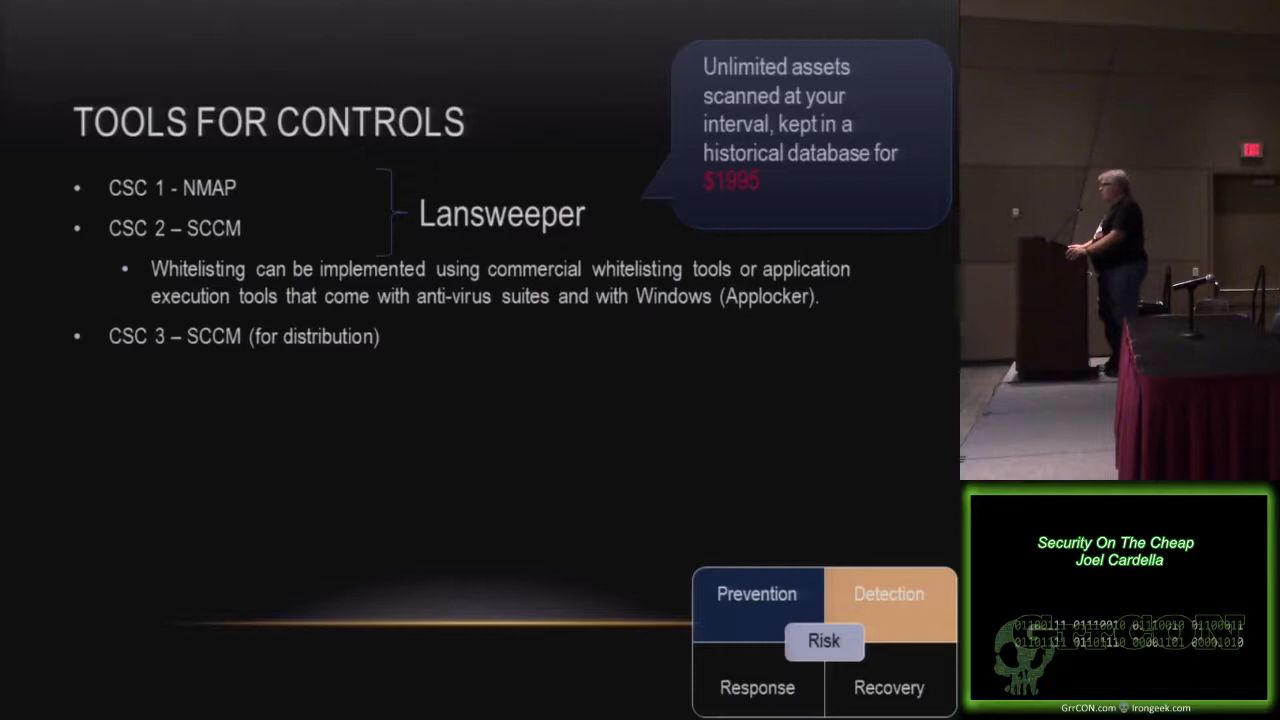 TOOLS FOR CONTROLS
Unlimited assets
scanned at your
interval, kept in a
historical database for
$1995
• CSC 1 - NMAP
• CSC 2 – SCCM
Lansweeper
• Whitelisting can be implemented using commercial whitelisting tools or application
execution tools that come with anti-virus suites and with Windows (Applocker).
• CSC 3 – SCCM (for distribution)
Prevention
Detection
Risk
Response
Recovery
Security On The Cheap
Joel Cardella
GrrCON
GrrCON.com Irongeek.com